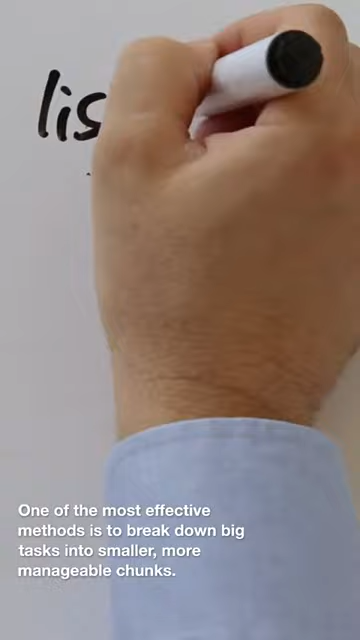 lis
One of the most effective
methods is to break down big
tasks into smaller, more
manageable chunks.